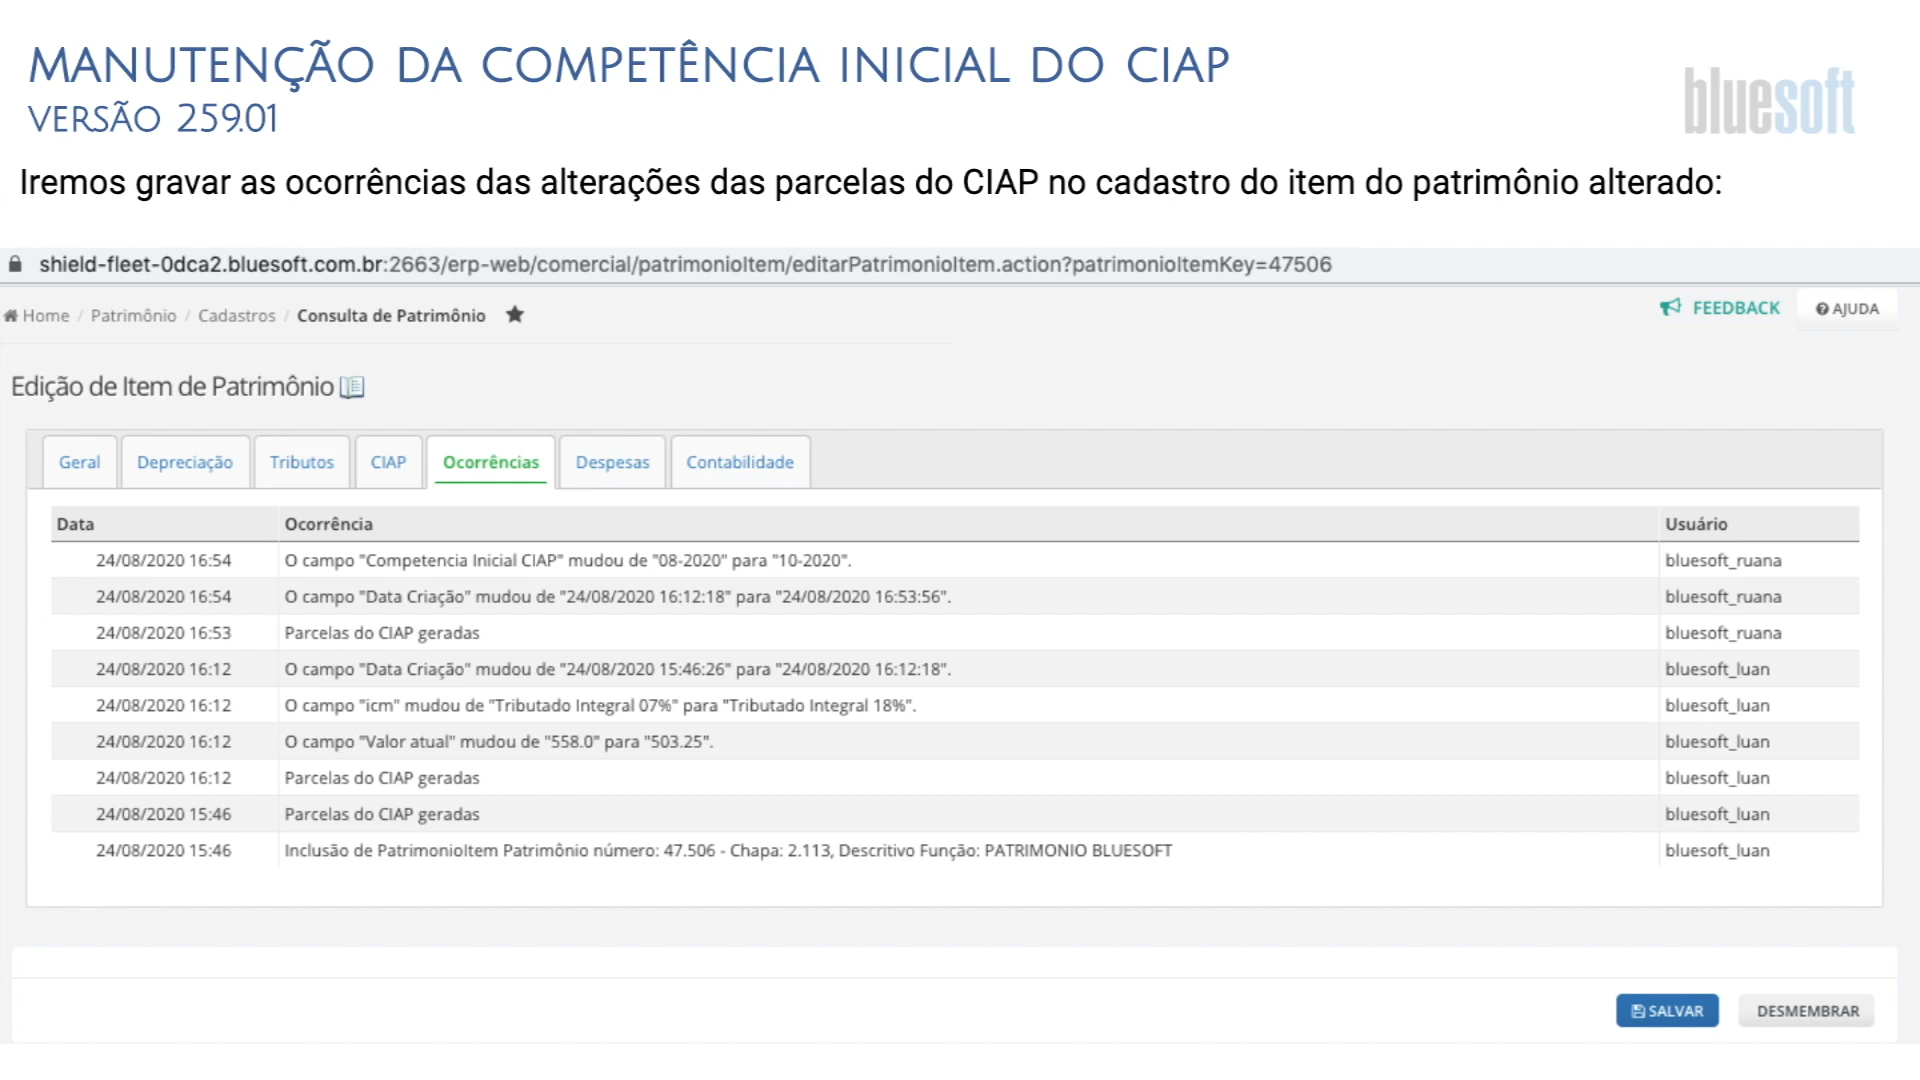 MANUTENÇÃO DA COMPETÊNCIA INICIAL DO CIAP
VERSÃO 259.01
bluesoft
Iremos gravar as ocorrências das alterações das parcelas do CIAP no cadastro do item do patrimônio alterado:
shield-fleet-0dca2.bluesoft.com.br:2663/erp-web/comercial/patrimonioItem/editarPatrimonioItem.action?patrimonioItemKey=47506
Home / Patrimônio / Cadastros / Consulta de Patrimônio
FEEDBACK
AJUDA
Edição de Item de Patrimônio
Geral Depreciação Tributos CIAP Ocorrências Despesas Contabilidade
Data Ocorrência Usuário
24/08/2020 16:54 O campo "Competencia Inicial CIAP" mudou de "08-2020" para "10-2020". bluesoft_ruana
24/08/2020 16:54 O campo "Data Criação" mudou de "24/08/2020 16:12:18" para "24/08/2020 16:53:56". bluesoft_ruana
24/08/2020 16:53 Parcelas do CIAP geradas bluesoft_ruana
24/08/2020 16:12 O campo "Data Criação" mudou de "24/08/2020 15:46:26" para "24/08/2020 16:12:18". bluesoft_luan
24/08/2020 16:12 O campo "icm" mudou de "Tributado Integral 07%" para "Tributado Integral 18%". bluesoft_luan
24/08/2020 16:12 O campo "Valor atual" mudou de "558.0" para "503.25". bluesoft_luan
24/08/2020 16:12 Parcelas do CIAP geradas bluesoft_luan
24/08/2020 15:46 Parcelas do CIAP geradas bluesoft_luan
24/08/2020 15:46 Inclusão de PatrimonioItem Patrimônio número: 47.506 - Chapa: 2.113, Descritivo Função: PATRIMONIO BLUESOFT bluesoft_luan
SALVAR DESMEMBRAR